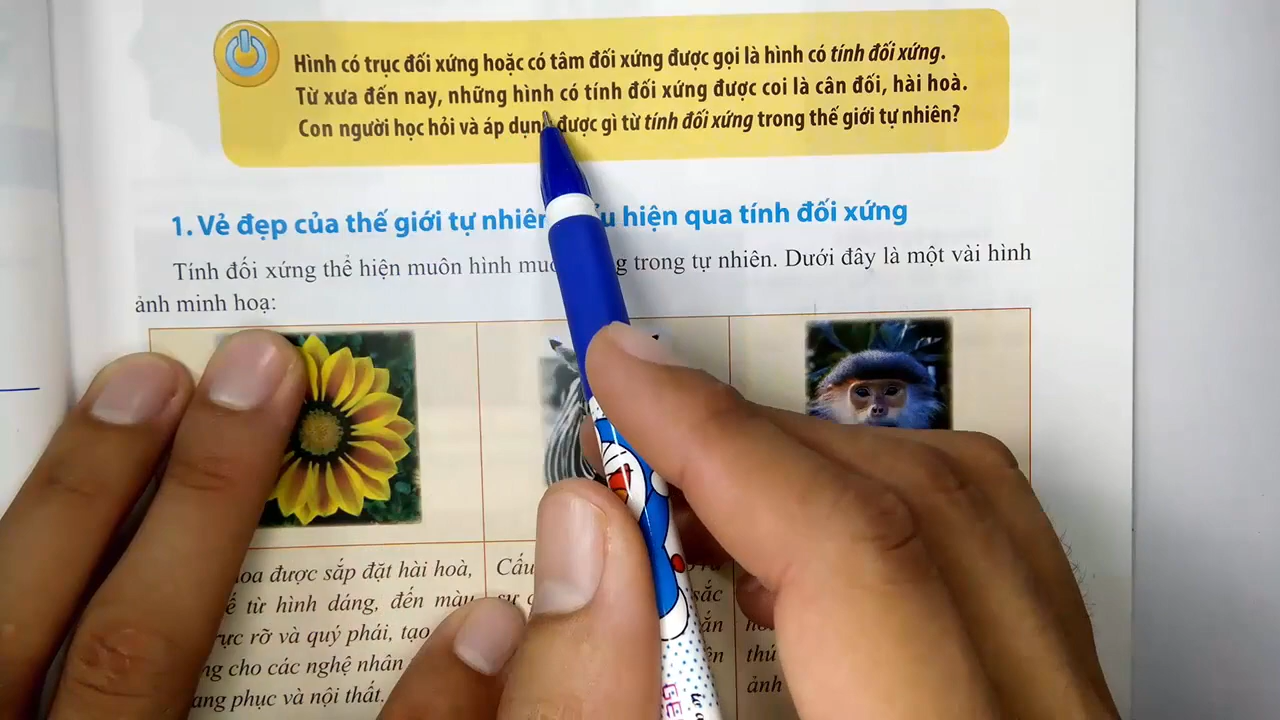 Hình có trục đối xứng hoặc có tâm đối xứng được gọi là hình có tính đối xứng.
Từ xưa đến nay, những hình có tính đối xứng được coi là cân đối, hài hoà.
Con người học hỏi và áp dụng được gì từ tính đối xứng trong thế giới tự nhiên?
1. Vẻ đẹp của thế giới tự nhiên hiện qua tính đối xứng
Tính đối xứng thể hiện muôn hình trong tự nhiên. Dưới đây là một vài hình
ảnh minh hoạ:
hoa được sắp đặt hài hoà,
từ hình dáng, đến màu
rực rỡ và quý phái, tạo
cho các nghệ nhân
trang phục và nội thất.
sắc
thú
ảnh